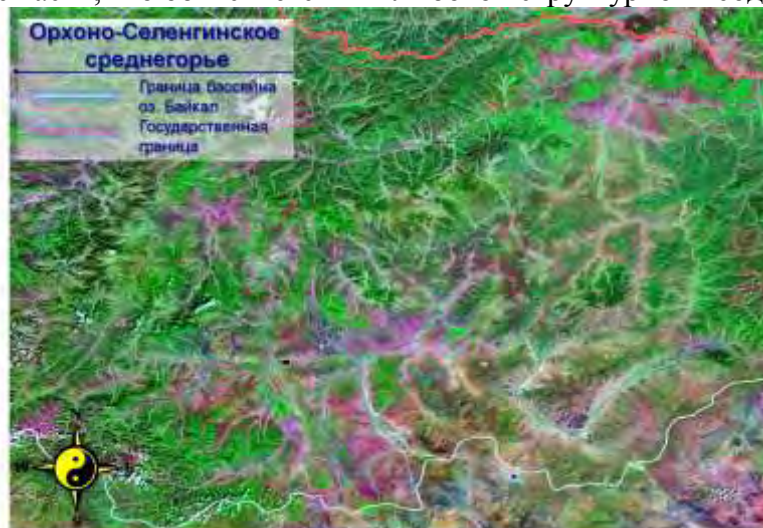 Орхоно-Селенгинское
среднегорье
Граница бассейна
оз. Байкал
Государственная
граница